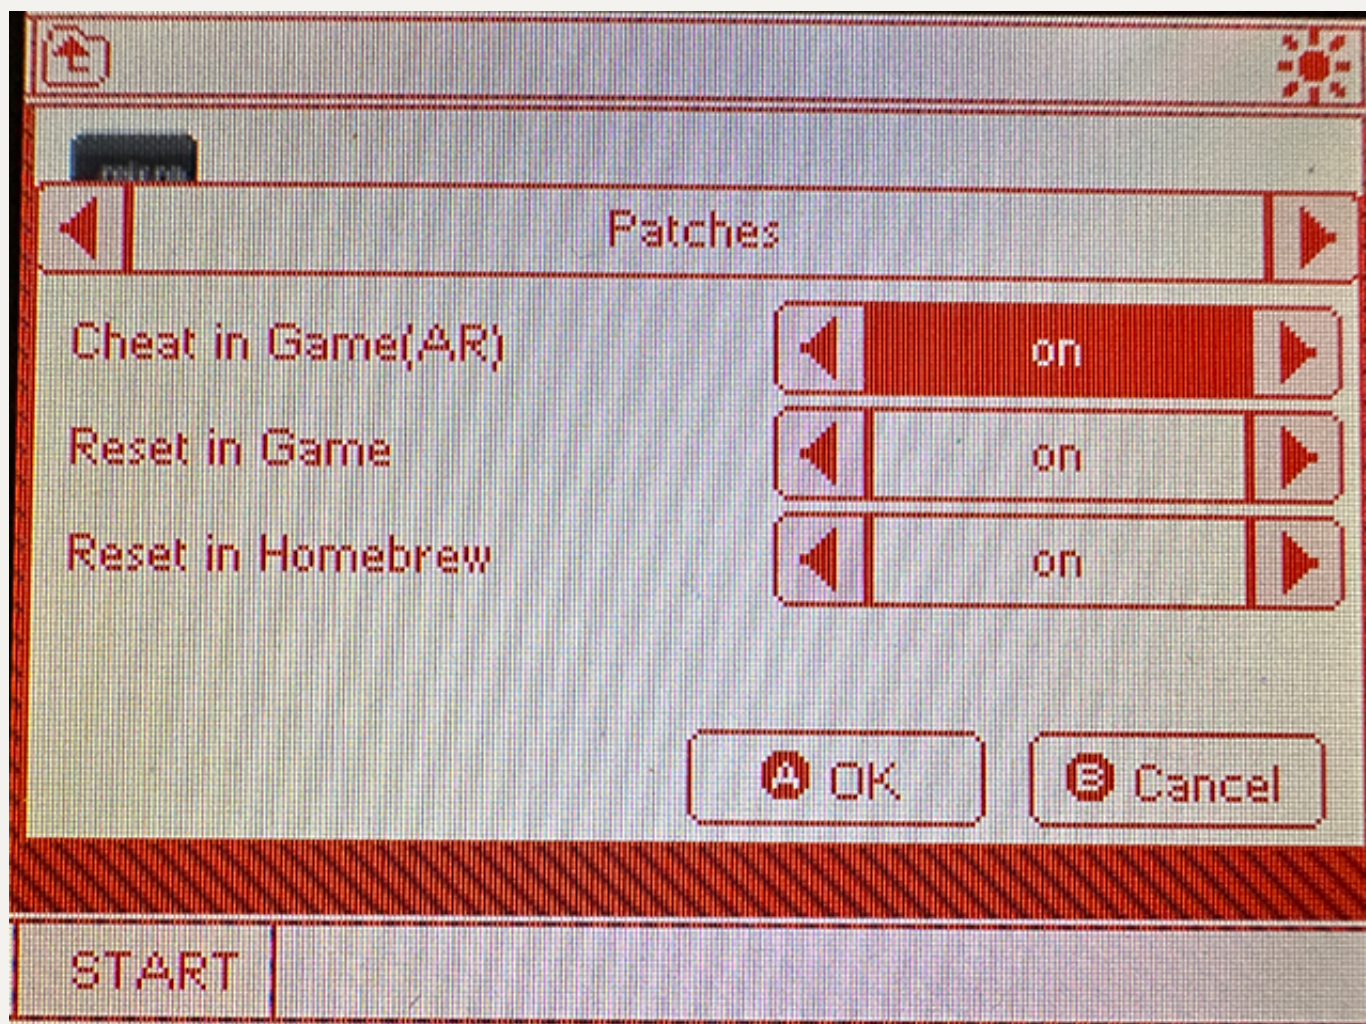 Patches
Cheat in Game(AR) on
Reset in Game on
Reset in Homebrew on
A OK B Cancel
START